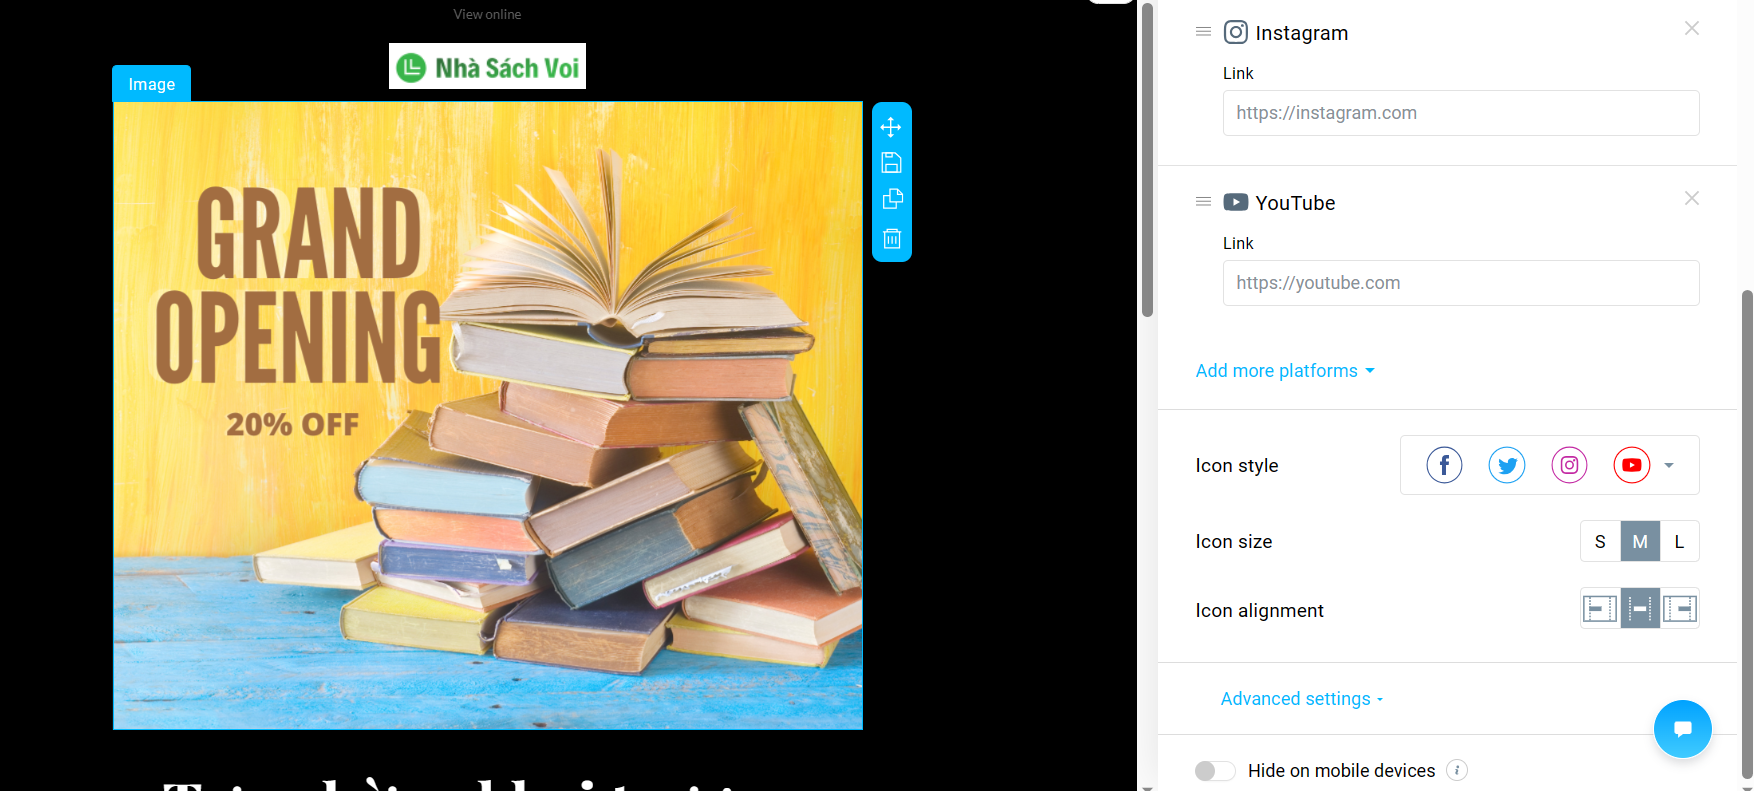 View online
Nhà Sách Voi
Image
GRAND
OPENING
20% OFF
Instagram
Link
https://instagram.com
YouTube
Link
https://youtube.com
Add more platforms
Icon style
Icon size
S M L
Icon alignment
Advanced settings
Hide on mobile devices